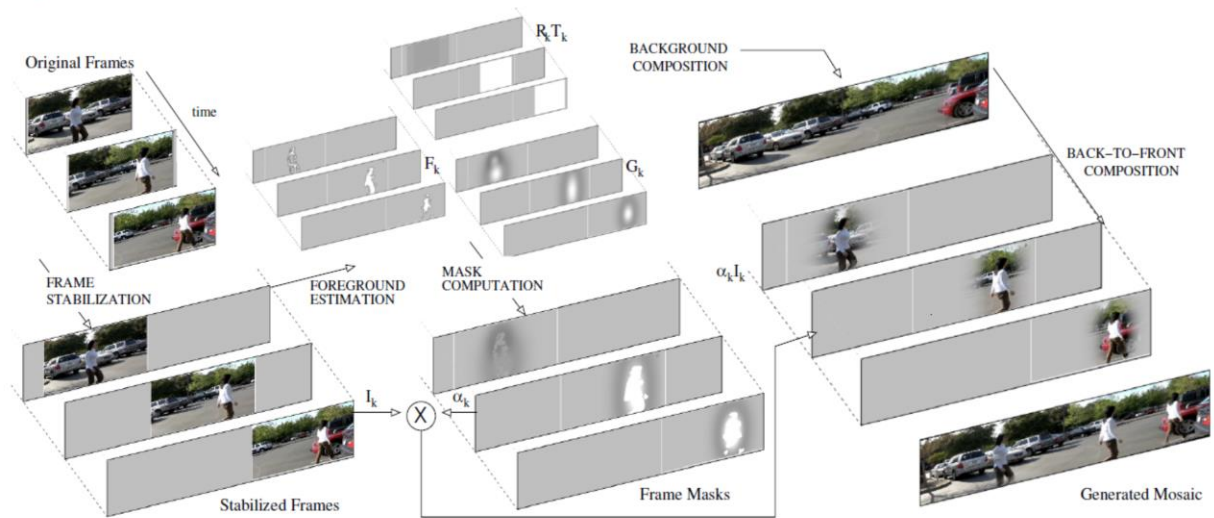 Original Frames
time
R_kT_k
F_k
G_k
BACKGROUND
COMPOSITION
BACK–TO–FRONT
COMPOSITION
FRAME
STABILIZATION
FOREGROUND
ESTIMATION
MASK
COMPUTATION
α_kI_k
I_k
X
α_k
Stabilized Frames
Frame Masks
Generated Mosaic